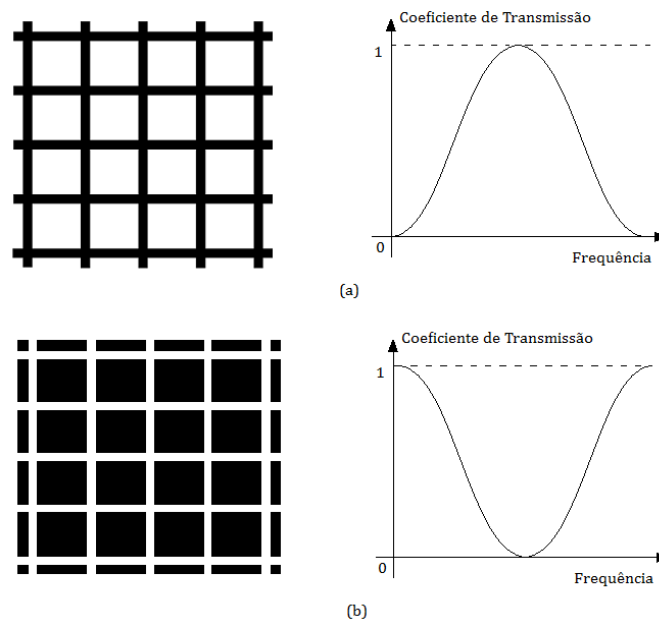 Coeficiente de Transmissão
1
0
Frequência
(a)
Coeficiente de Transmissão
1
0
Frequência
(b)